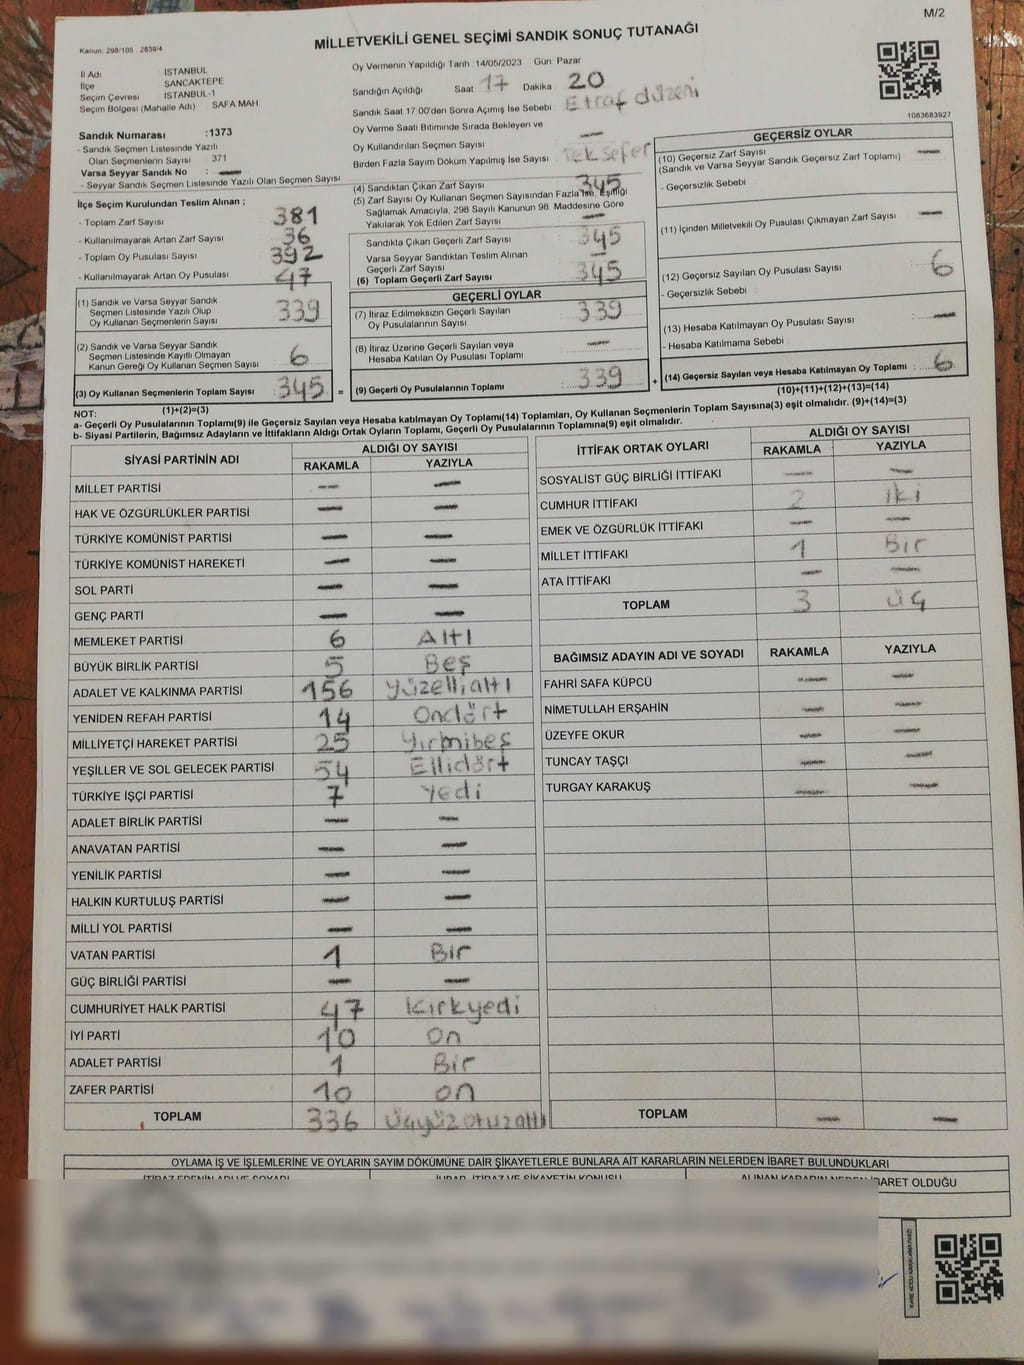 M/2
Kanun. 298/105 , 2839/4
MİLLETVEKİLİ GENEL SEÇİMİ SANDIK SONUÇ TUTANAĞI
İl Adı İSTANBUL
İlçe SANCAKTEPE
Seçim Çevresi İSTANBUL-1
Seçim Bölgesi (Mahalle Adı) SAFA MAH
Sandık Numarası :1373
- Sandık Seçmen Listesinde Yazılı
Olan Seçmenlerin Sayısı 371
Varsa Seyyar Sandık No : —
- Seyyar Sandık Seçmen Listesinde Yazılı Olan Seçmen Sayısı
İlçe Seçim Kurulundan Teslim Alınan ;
- Toplam Zarf Sayısı 381
- Kullanılmayarak Artan Zarf Sayısı 36
- Toplam Oy Pusulası Sayısı 392
- Kullanılmayarak Artan Oy Pusulası 47
(1) Sandık ve Varsa Seyyar Sandık
Seçmen Listesinde Yazılı Olup
Oy Kullanan Seçmenlerin Sayısı 339
(2) Sandık ve Varsa Seyyar Sandık
Seçmen Listesinde Kayıtlı Olmayan
Kanun Gereği Oy Kullanan Seçmen Sayısı 6
(3) Oy Kullanan Seçmenlerin Toplam Sayısı 345 =
(1)+(2)=(3)
Oy Vermenin Yapıldığı Tarih :14/05/2023 Gün Pazar
Sandığın Açıldığı Saat 17 Dakika 20
Sandık Saat 17:00'den Sonra Açımış İse Sebebi Etraf düzeni
Oy Verme Saati Bitiminde Sırada Bekleyen ve
Oy Kullandırılan Seçmen Sayısı —
Birden Fazla Sayım Döküm Yapılmış İse Sayısı Tek sefer
(4) Sandıktan Çıkan Zarf Sayısı 345
(5) Zarf Sayısı Oy Kullanan Seçmen Sayısından Fazla İse, Eşitliği
Sağlamak Amacıyla, 298 Sayılı Kanunun 98. Maddesine Göre
Yakılarak Yok Edilen Zarf Sayısı —
Sandıkta Çıkan Geçerli Zarf Sayısı 345
Varsa Seyyar Sandıktan Teslim Alınan
Geçerli Zarf Sayısı —
(6) Toplam Geçerli Zarf Sayısı 345
GEÇERLİ OYLAR
(7) İtiraz Edilmeksizin Geçerli Sayılan
Oy Pusulalarının Sayısı 339
(8) İtiraz Üzerine Geçerli Sayılan veya
Hesaba Katılan Oy Pusulası Toplamı —
(9) Geçerli Oy Pusulalarının Toplamı 339 +
1083683927
GEÇERSİZ OYLAR
(10) Geçersiz Zarf Sayısı
(Sandık ve Varsa Seyyar Sandık Geçersiz Zarf Toplamı) —
- Geçersizlik Sebebi
(11) İçinden Milletvekili Oy Pusulası Çıkmayan Zarf Sayısı —
(12) Geçersiz Sayılan Oy Pusulası Sayısı 6
- Geçersizlik Sebebi :
(13) Hesaba Katılmayan Oy Pusulası Sayısı —
- Hesaba Katılmama Sebebi :
(14) Geçersiz Sayılan veya Hesaba Katılmayan Oy Toplamı : 6
(10)+(11)+(12)+(13)=(14)
NOT:
a- Geçerli Oy Pusulalarının Toplamı(9) ile Geçersiz Sayılan veya Hesaba katılmayan Oy Toplamı(14) Toplamları, Oy Kullanan Seçmenlerin Toplam Sayısına(3) eşit olmalıdır. (9)+(14)=(3)
b- Siyasi Partilerin, Bağımsız Adayların ve İttifakların Aldığı Ortak Oyların Toplamı, Geçerli Oy Pusulalarının Toplamına(9) eşit olmalıdır.
SİYASİ PARTİNİN ADI ALDIĞI OY SAYISI
RAKAMLA YAZIYLA
MİLLET PARTİSİ — —
HAK VE ÖZGÜRLÜKLER PARTİSİ — —
TÜRKİYE KOMÜNİST PARTİSİ — —
TÜRKİYE KOMÜNİST HAREKETİ — —
SOL PARTİ — —
GENÇ PARTİ — —
MEMLEKET PARTİSİ 6 Altı
BÜYÜK BİRLİK PARTİSİ 5 Beş
ADALET VE KALKINMA PARTİSİ 156 Yüzelli,altı
YENİDEN REFAH PARTİSİ 14 Ondört
MİLLİYETÇİ HAREKET PARTİSİ 25 Yirmibeş
YEŞİLLER VE SOL GELECEK PARTİSİ 54 Ellidört
TÜRKİYE İŞÇİ PARTİSİ 7 Yedi
ADALET BİRLİK PARTİSİ — —
ANAVATAN PARTİSİ — —
YENİLİK PARTİSİ — —
HALKIN KURTULUŞ PARTİSİ — —
MİLLİ YOL PARTİSİ — —
VATAN PARTİSİ 1 Bir
GÜÇ BİRLİĞİ PARTİSİ — —
CUMHURİYET HALK PARTİSİ 47 Kırkyedi
İYİ PARTİ 10 On
ADALET PARTİSİ 1 Bir
ZAFER PARTİSİ 10 on
TOPLAM 336 üçyüzotuzaltı
İTTİFAK ORTAK OYLARI ALDIĞI OY SAYISI
RAKAMLA YAZIYLA
SOSYALİST GÜÇ BİRLİĞİ İTTİFAKI — —
CUMHUR İTTİFAKI 2 iki
EMEK VE ÖZGÜRLÜK İTTİFAKI — —
MİLLET İTTİFAKI 1 Bir
ATA İTTİFAKI — —
TOPLAM 3 üç
BAĞIMSIZ ADAYIN ADI VE SOYADI RAKAMLA YAZIYLA
FAHRİ SAFA KÜPCÜ — —
NİMETULLAH ERŞAHİN — —
ÜZEYFE OKUR — —
TUNCAY TAŞÇI — —
TURGAY KARAKUŞ — —
TOPLAM — —
OYLAMA İŞ VE İŞLEMLERİNE VE OYLARIN SAYIM DÖKÜMÜNE DAİR ŞİKAYETLERLE BUNLARA AİT KARARLARIN NELERDEN İBARET BULUNDUKLARI
İTİRAZ EDENİN ADI VE SOYADI İHBAR, İTİRAZ VE ŞİKAYETİN KONUSU ALINAN KARARIN NEDEN İBARET OLDUĞU